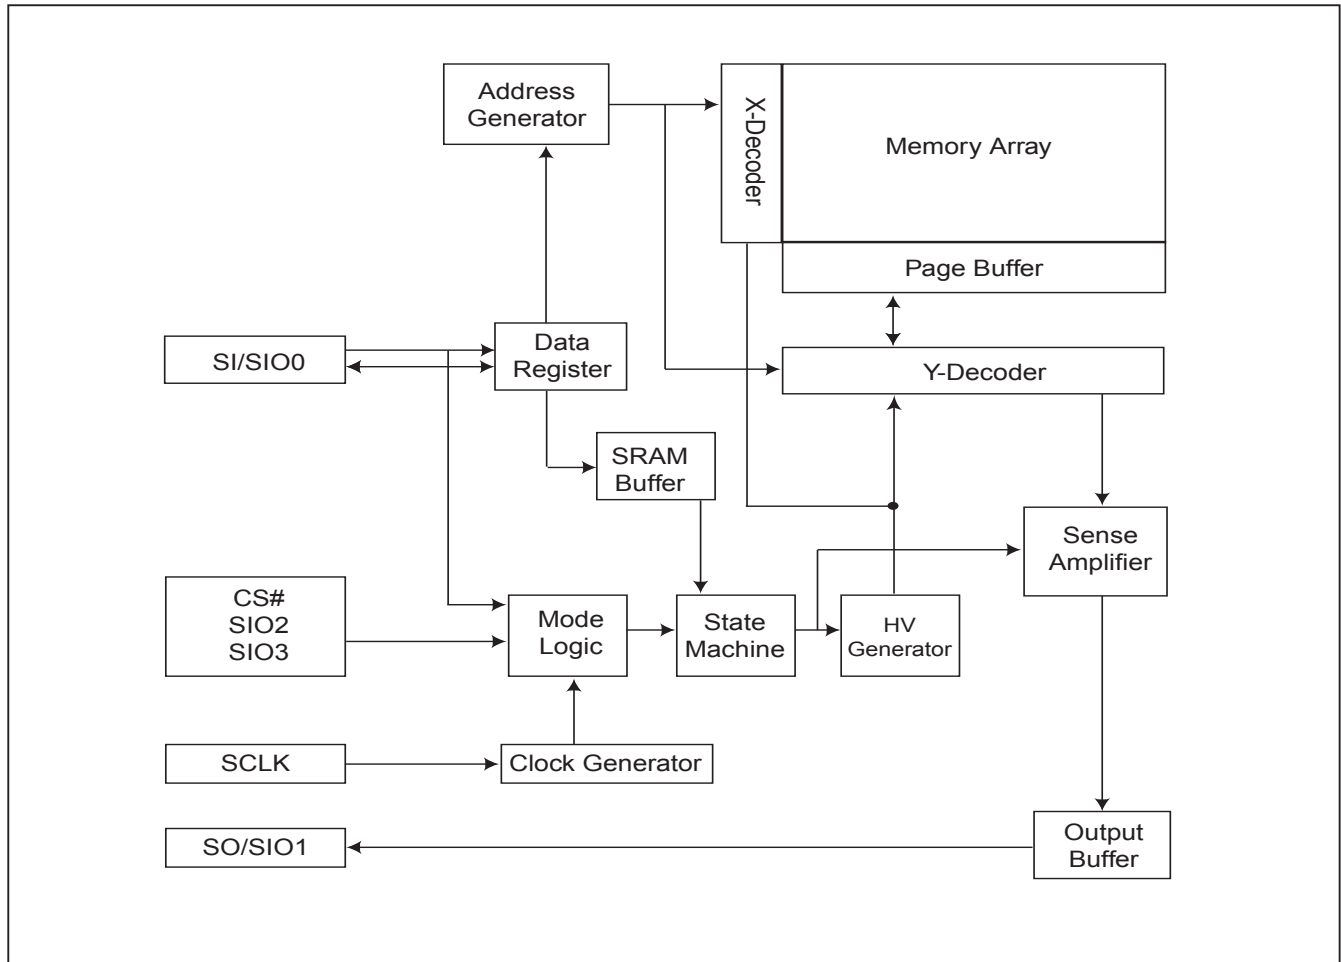 Address
Generator
X-Decoder
Memory Array
Page Buffer
SI/SIO0
Data
Register
Y-Decoder
SRAM
Buffer
Sense
Amplifier
CS#
SIO2
SIO3
Mode
Logic
State
Machine
HV
Generator
SCLK
Clock Generator
SO/SIO1
Output
Buffer